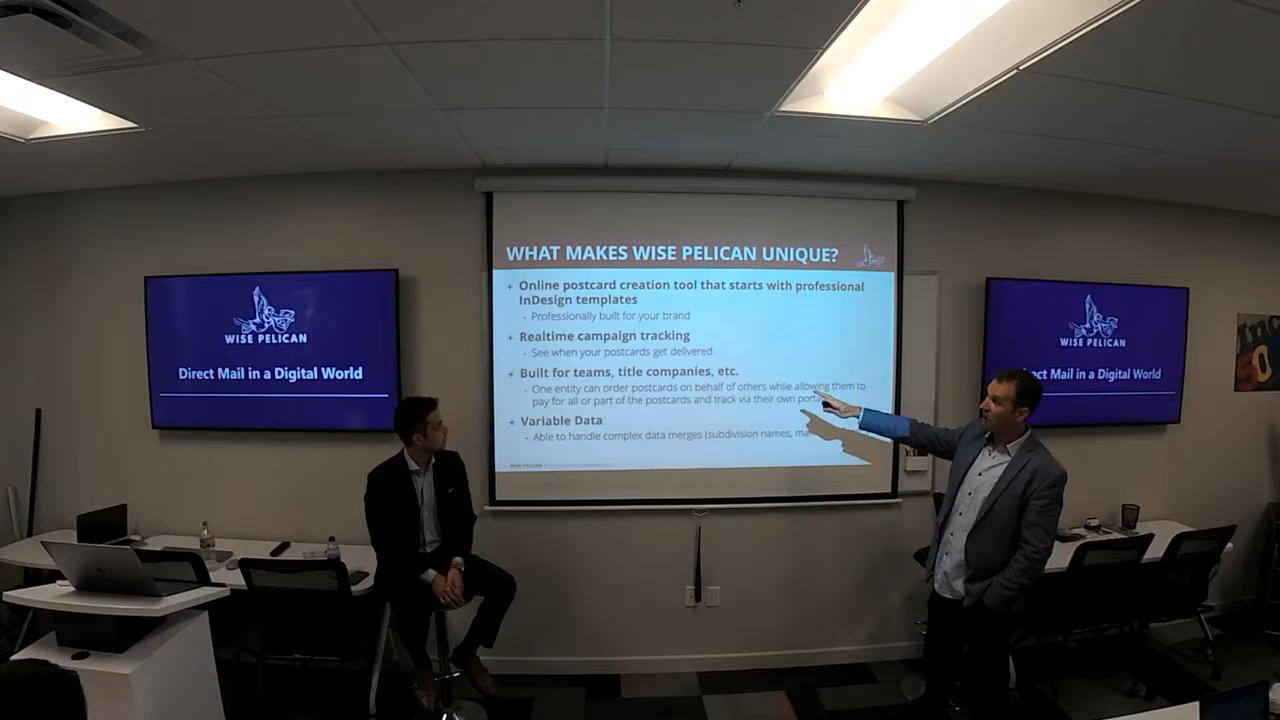 WHAT MAKES WISE PELICAN UNIQUE?
+ Online postcard creation tool that starts with professional
InDesign templates
- Professionally built for your brand
+ Realtime campaign tracking
- See when your postcards get delivered
+ Built for teams, title companies, etc.
- One entity can order postcards on behalf of others while allowing them to
pay for all or part of the postcards and track via their own
+ Variable Data
- Able to handle complex data merges (subdivision names,
WISE PELICAN
WISE PELICAN
Direct Mail in a Digital World
WISE PELICAN
Mail in a Digital World